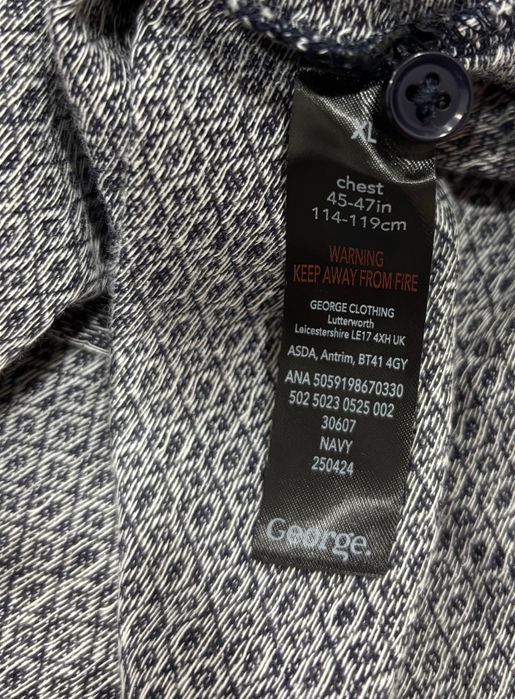 XL
chest
45-47in
114-119cm
WARNING
KEEP AWAY FROM FIRE
GEORGE CLOTHING
Lutterworth
Leicestershire LE17 4XH UK
ASDA, Antrim, BT41 4GY
ANA 5059198670330
502 5023 0525 002
30607
NAVY
250424
George.